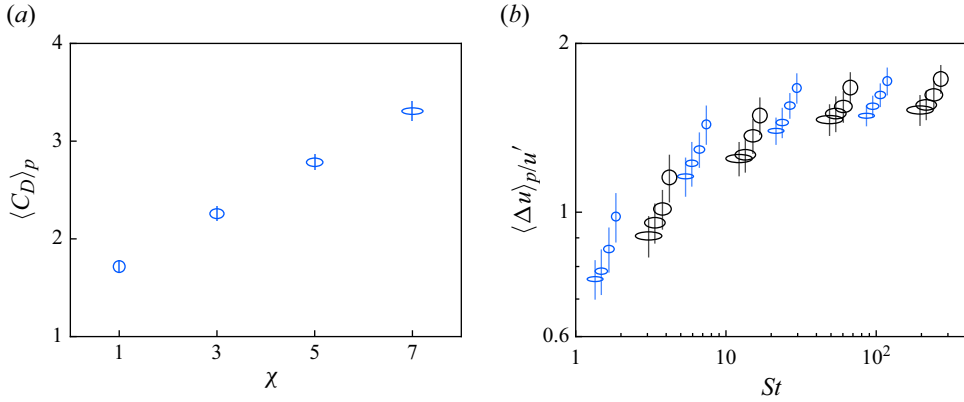 (a)
4
3
2
1
⟨C_D⟩_p
1 3 5 7
χ
(b)
2
1
0.6
⟨Δu⟩_p/u′
1 10 10² 
St